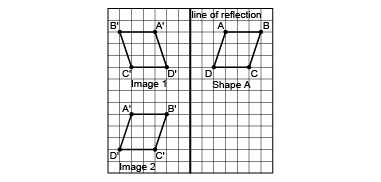 line of reflection
B' A' A B
C' D' D C
Image 1 Shape A
A' B'
D' C'
Image 2